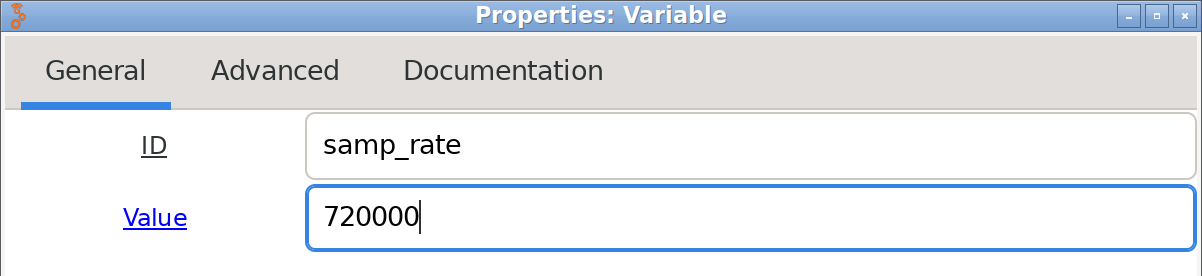 Properties: Variable
General Advanced Documentation
ID samp_rate
Value 720000